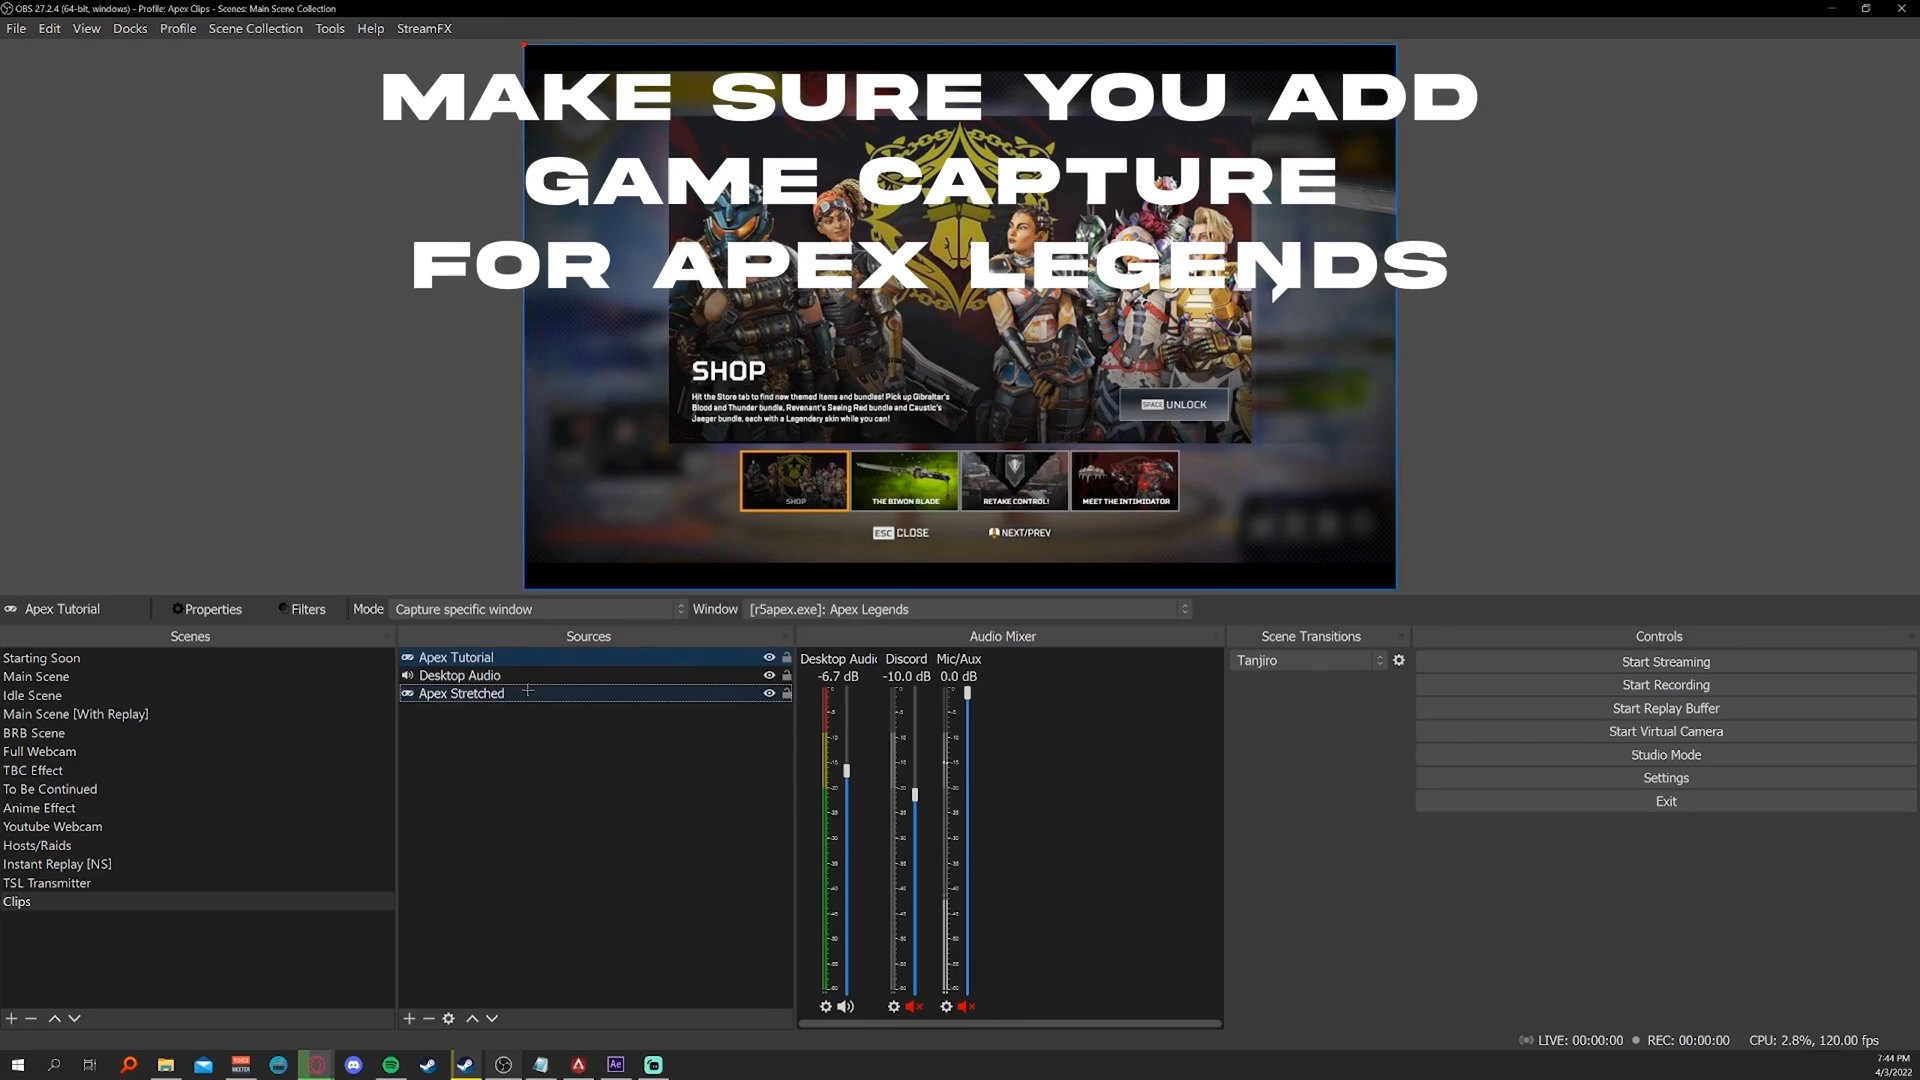 OBS 27.2.4 (64-bit, windows) - Profile: Apex Clips - Scenes: Main Scene Collection
File Edit View Docks Profile Scene Collection Tools Help StreamFX
MAKE SURE YOU ADD
GAME CAPTURE
FOR APEX LEGENDS
SHOP
Hit the Store tab to find new themed items and bundles! Pick up Gibraltar's
Blood and Thunder bundle, Revenant's Seeing Red bundle and Caustic's
Jaeger bundle, each with a Legendary skin while you can!
SPACE UNLOCK
SHOP THE BIWON BLADE RETAKE CONTROL! MEET THE INTIMIDATOR
ESC CLOSE NEXT/PREV
Apex Tutorial Properties Filters Mode Capture specific window Window [r5apex.exe]: Apex Legends
Scenes
Starting Soon
Main Scene
Idle Scene
Main Scene [With Replay]
BRB Scene
Full Webcam
TBC Effect
To Be Continued
Anime Effect
Youtube Webcam
Hosts/Raids
Instant Replay [NS]
TSL Transmitter
Clips
Sources
Apex Tutorial
Desktop Audio
Apex Stretched
Audio Mixer
Desktop Audio Discord Mic/Aux
-6.7 dB -10.0 dB 0.0 dB
Scene Transitions
Tanjiro
Controls
Start Streaming
Start Recording
Start Replay Buffer
Start Virtual Camera
Studio Mode
Settings
Exit
LIVE: 00:00:00 REC: 00:00:00 CPU: 2.8%, 120.00 fps
VOICE MEETER
Ae
7:44 PM
4/3/2022